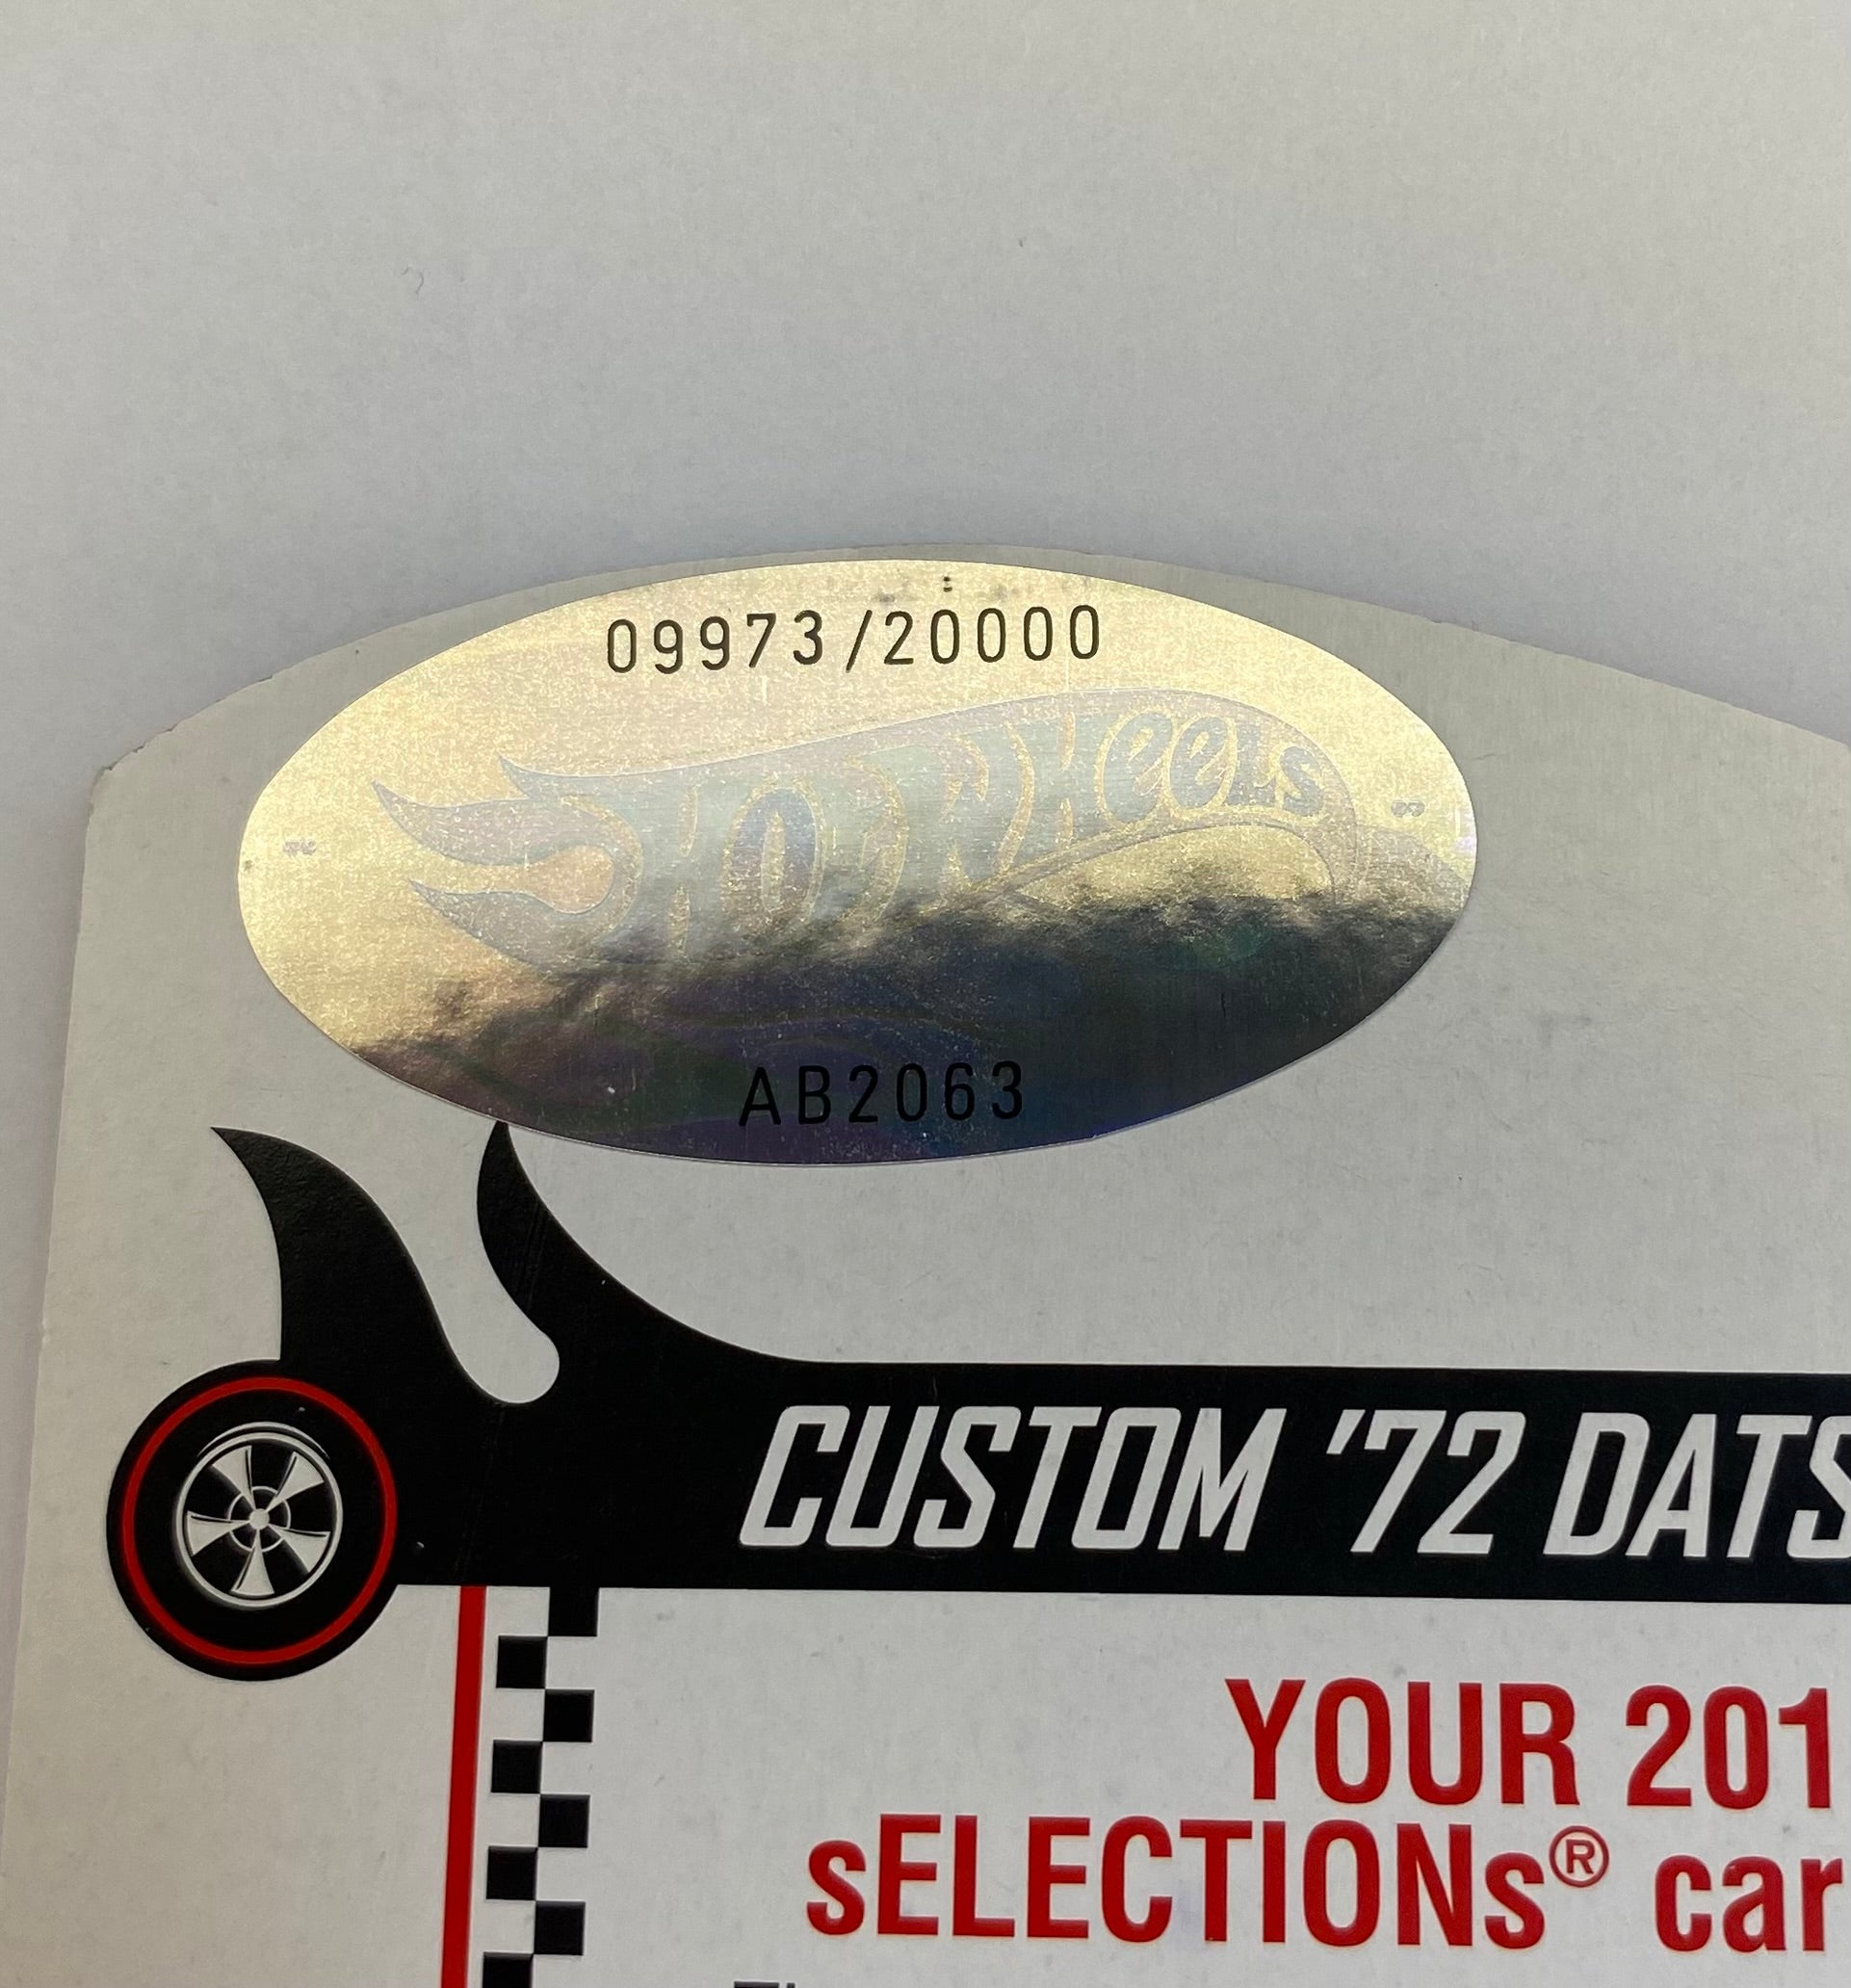 09973/20000
HOT WHEELS
AB2063
CUSTOM '72 DATS
YOUR 201
sELECTIONs® car